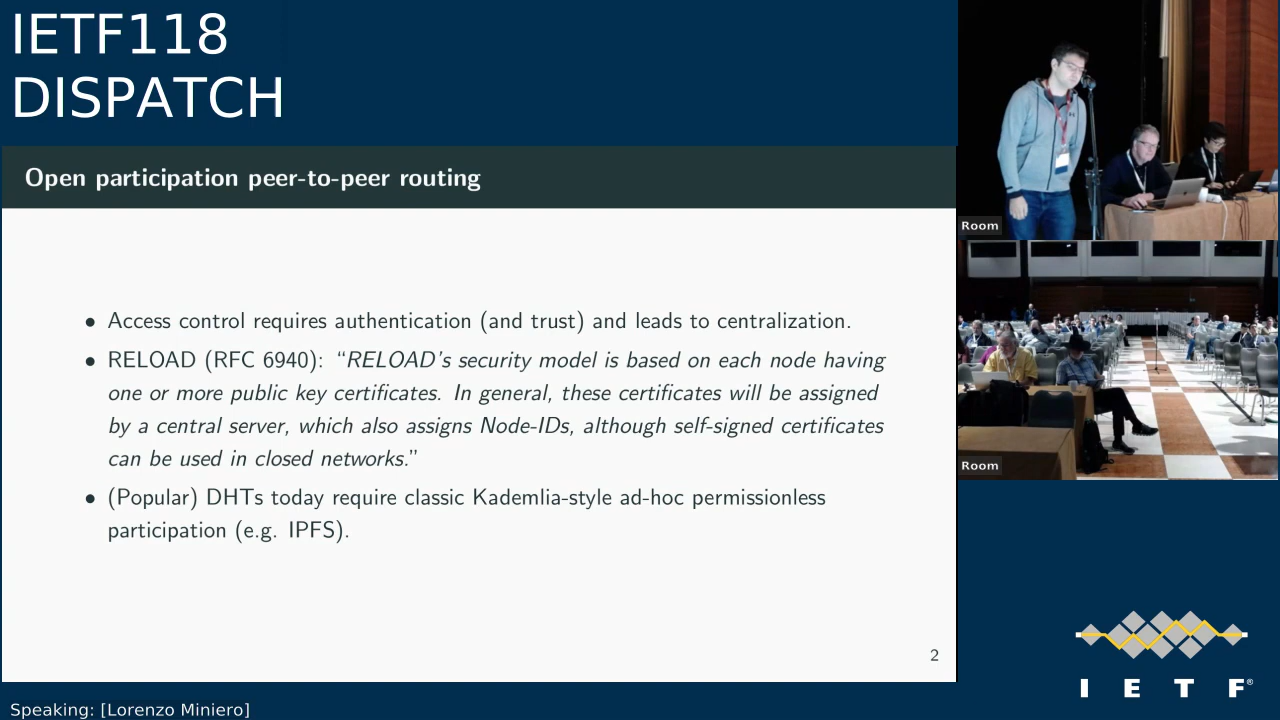 IETF118
DISPATCH
Open participation peer-to-peer routing
• Access control requires authentication (and trust) and leads to centralization.
• RELOAD (RFC 6940): “RELOAD’s security model is based on each node having
one or more public key certificates. In general, these certificates will be assigned
by a central server, which also assigns Node-IDs, although self-signed certificates
can be used in closed networks.”
• (Popular) DHTs today require classic Kademlia-style ad-hoc permissionless
participation (e.g. IPFS).
2
Room
Room
I E T F®
Speaking: [Lorenzo Miniero]